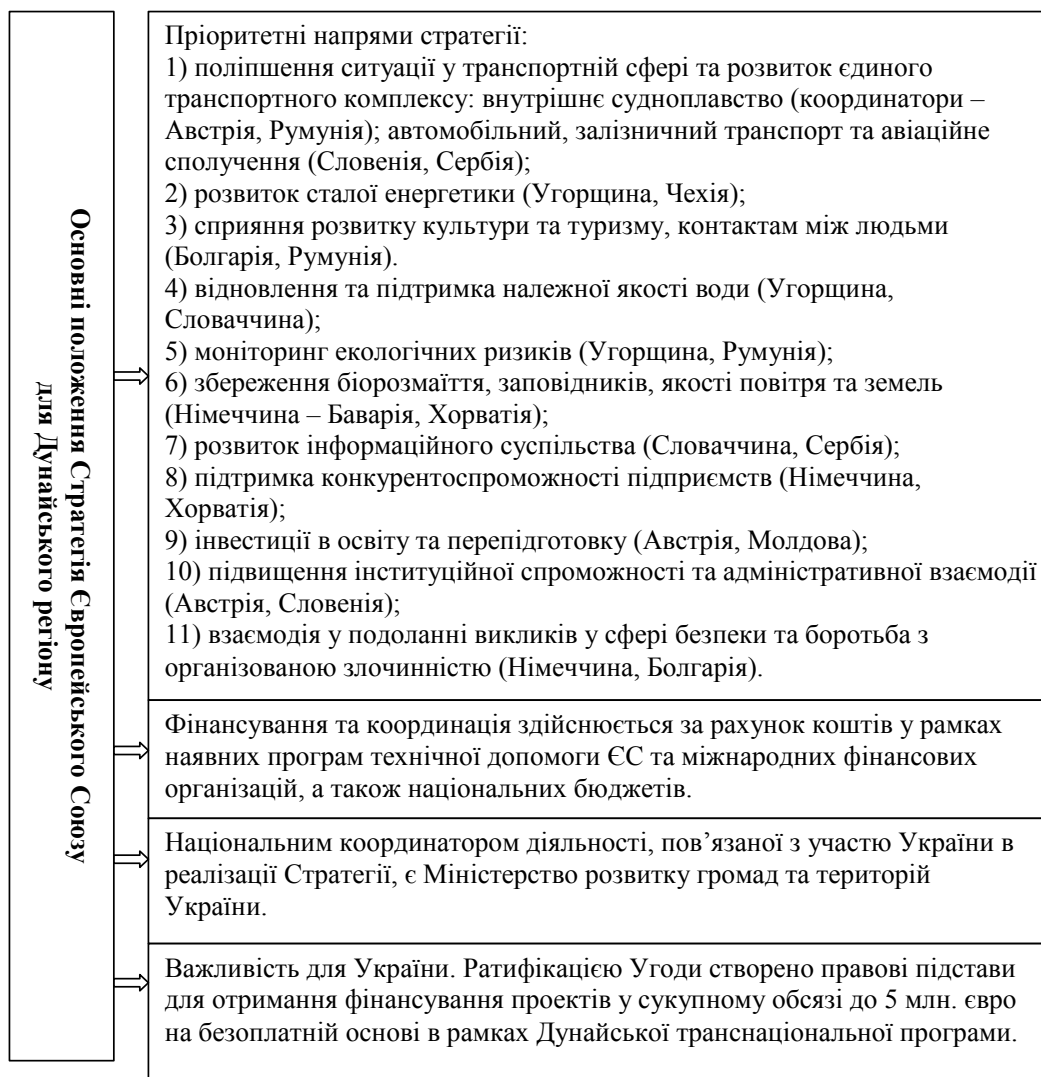 Основні положення Стратегія Європейського Союзу
для Дунайського регіону
Пріоритетні напрями стратегії:
1) поліпшення ситуації у транспортній сфері та розвиток єдиного
транспортного комплексу: внутрішнє судноплавство (координатори –
Австрія, Румунія); автомобільний, залізничний транспорт та авіаційне
сполучення (Словенія, Сербія);
2) розвиток сталої енергетики (Угорщина, Чехія);
3) сприяння розвитку культури та туризму, контактам між людьми
(Болгарія, Румунія).
4) відновлення та підтримка належної якості води (Угорщина,
Словаччина);
5) моніторинг екологічних ризиків (Угорщина, Румунія);
6) збереження біорозмаїття, заповідників, якості повітря та земель
(Німеччина – Баварія, Хорватія);
7) розвиток інформаційного суспільства (Словаччина, Сербія);
8) підтримка конкурентоспроможності підприємств (Німеччина,
Хорватія);
9) інвестиції в освіту та перепідготовку (Австрія, Молдова);
10) підвищення інституційної спроможності та адміністративної взаємодії
(Австрія, Словенія);
11) взаємодія у подоланні викликів у сфері безпеки та боротьба з
організованою злочинністю (Німеччина, Болгарія).
Фінансування та координація здійснюється за рахунок коштів у рамках
наявних програм технічної допомоги ЄС та міжнародних фінансових
організацій, а також національних бюджетів.
Національним координатором діяльності, пов’язаної з участю України в
реалізації Стратегії, є Міністерство розвитку громад та територій
України.
Важливість для України. Ратифікацією Угоди створено правові підстави
для отримання фінансування проектів у сукупному обсязі до 5 млн. євро
на безоплатній основі в рамках Дунайської транснаціональної програми.